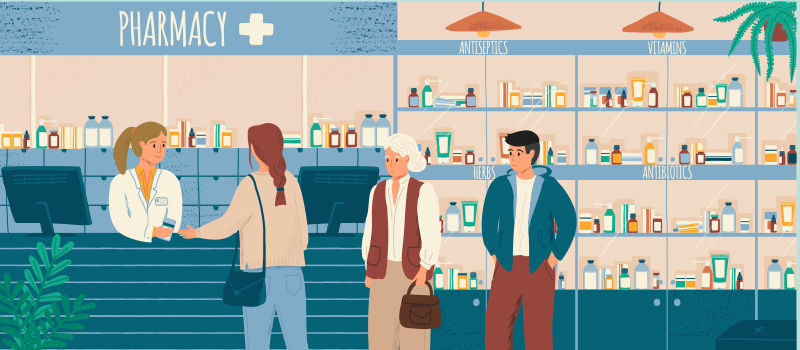 PHARMACY
ANTISEPTICS
VITAMINS
HERBS
ANTIBIOTICS